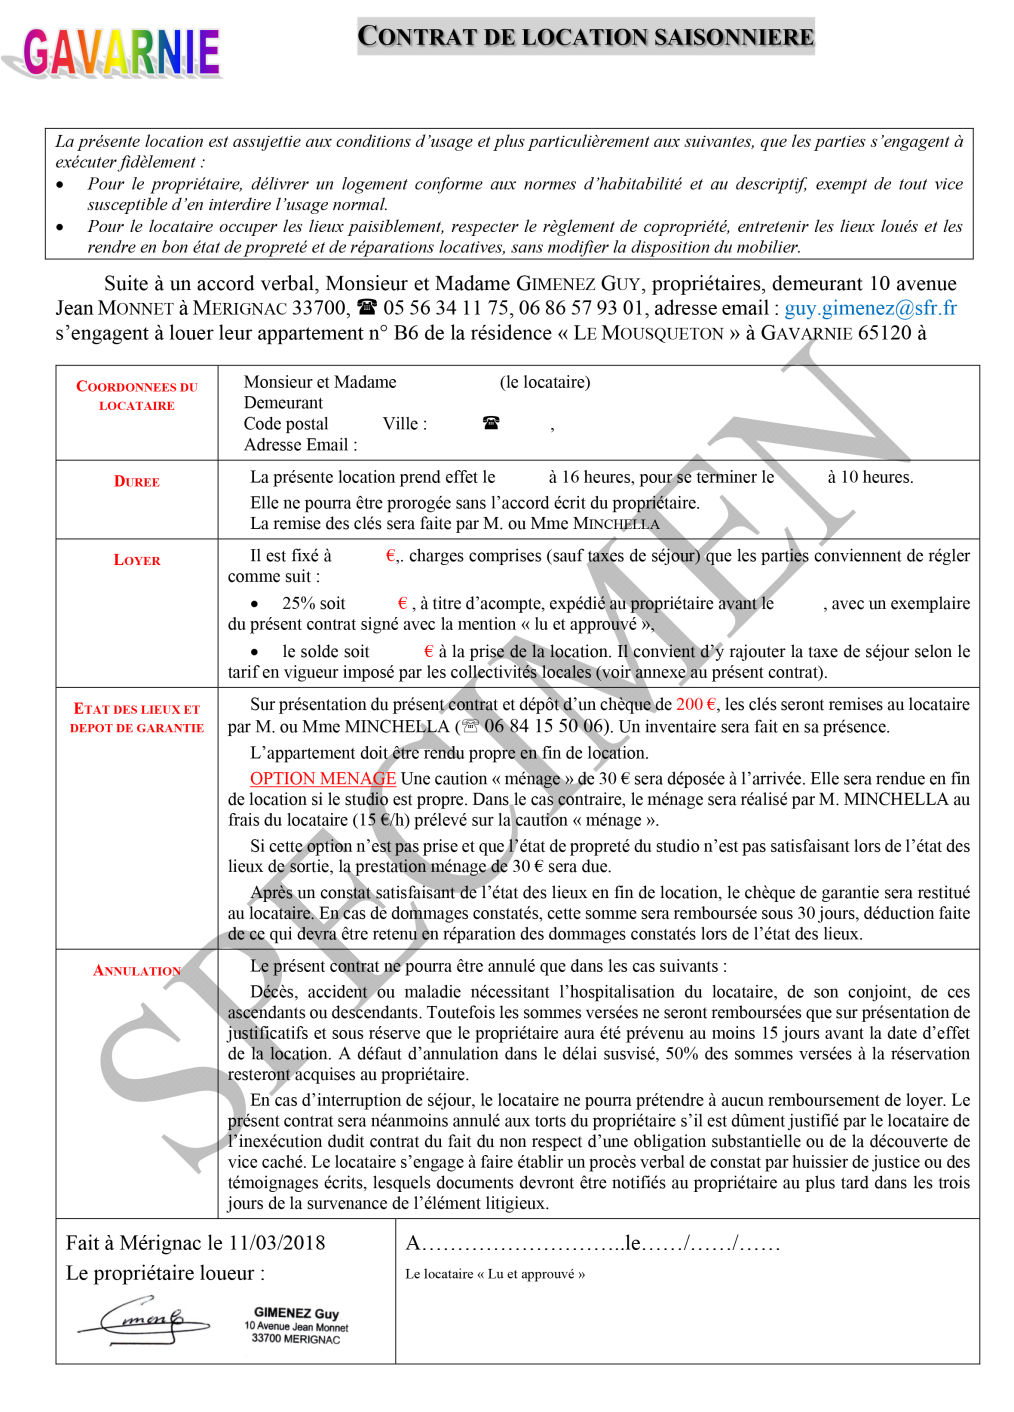 GAVARNIE
CONTRAT DE LOCATION SAISONNIERE
La présente location est assujettie aux conditions d’usage et plus particulièrement aux suivantes, que les parties s’engagent à
exécuter fidèlement :
• Pour le propriétaire, délivrer un logement conforme aux normes d’habitabilité et au descriptif, exempt de tout vice
susceptible d’en interdire l’usage normal.
• Pour le locataire occuper les lieux paisiblement, respecter le règlement de copropriété, entretenir les lieux loués et les
rendre en bon état de propreté et de réparations locatives, sans modifier la disposition du mobilier.
Suite à un accord verbal, Monsieur et Madame GIMENEZ GUY, propriétaires, demeurant 10 avenue
Jean MONNET à MERIGNAC 33700, ☎ 05 56 34 11 75, 06 86 57 93 01, adresse email : guy.gimenez@sfr.fr
s’engagent à louer leur appartement n° B6 de la résidence « LE MOUSQUETON » à GAVARNIE 65120 à
COORDONNEES DU
LOCATAIRE
Monsieur et Madame (le locataire)
Demeurant
Code postal Ville : ☎ ,
Adresse Email :
DUREE
La présente location prend effet le à 16 heures, pour se terminer le à 10 heures.
Elle ne pourra être prorogée sans l’accord écrit du propriétaire.
La remise des clés sera faite par M. ou Mme MINCHELLA
LOYER
Il est fixé à €,. charges comprises (sauf taxes de séjour) que les parties conviennent de régler
comme suit :
• 25% soit € , à titre d’acompte, expédié au propriétaire avant le , avec un exemplaire
du présent contrat signé avec la mention « lu et approuvé »,
• le solde soit € à la prise de la location. Il convient d’y rajouter la taxe de séjour selon le
tarif en vigueur imposé par les collectivités locales (voir annexe au présent contrat).
ETAT DES LIEUX ET
DEPOT DE GARANTIE
Sur présentation du présent contrat et dépôt d’un chèque de 200 €, les clés seront remises au locataire
par M. ou Mme MINCHELLA (☏ 06 84 15 50 06). Un inventaire sera fait en sa présence.
L’appartement doit être rendu propre en fin de location.
OPTION MENAGE Une caution « ménage » de 30 € sera déposée à l’arrivée. Elle sera rendue en fin
de location si le studio est propre. Dans le cas contraire, le ménage sera réalisé par M. MINCHELLA au
frais du locataire (15 €/h) prélevé sur la caution « ménage ».
Si cette option n’est pas prise et que l’état de propreté du studio n’est pas satisfaisant lors de l’état des
lieux de sortie, la prestation ménage de 30 € sera due.
Après un constat satisfaisant de l’état des lieux en fin de location, le chèque de garantie sera restitué
au locataire. En cas de dommages constatés, cette somme sera remboursée sous 30 jours, déduction faite
de ce qui devra être retenu en réparation des dommages constatés lors de l’état des lieux.
ANNULATION
Le présent contrat ne pourra être annulé que dans les cas suivants :
Décès, accident ou maladie nécessitant l’hospitalisation du locataire, de son conjoint, de ces
ascendants ou descendants. Toutefois les sommes versées ne seront remboursées que sur présentation de
justificatifs et sous réserve que le propriétaire aura été prévenu au moins 15 jours avant la date d’effet
de la location. A défaut d’annulation dans le délai susvisé, 50% des sommes versées à la réservation
resteront acquises au propriétaire.
En cas d’interruption de séjour, le locataire ne pourra prétendre à aucun remboursement de loyer. Le
présent contrat sera néanmoins annulé aux torts du propriétaire s’il est dûment justifié par le locataire de
l’inexécution dudit contrat du fait du non respect d’une obligation substantielle ou de la découverte de
vice caché. Le locataire s’engage à faire établir un procès verbal de constat par huissier de justice ou des
témoignages écrits, lesquels documents devront être notifiés au propriétaire au plus tard dans les trois
jours de la survenance de l’élément litigieux.
SPECIMEN
Fait à Mérignac le 11/03/2018
Le propriétaire loueur :
GIMENEZ Guy
10 Avenue Jean Monnet
33700 MERIGNAC
A………………………..le……/……/……
Le locataire « Lu et approuvé »